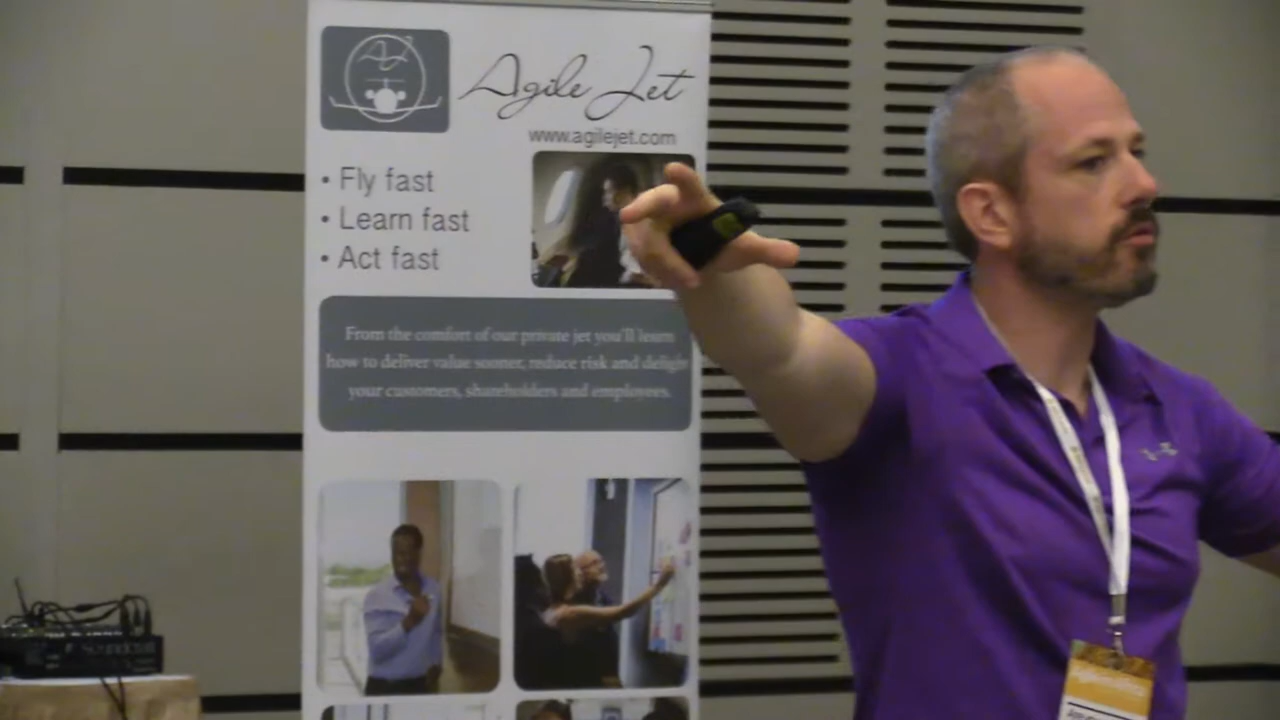 Agile Jet
www.agilejet.com
• Fly fast
• Learn fast
• Act fast
From the comfort of our private jet you'll learn
how to deliver value sooner, reduce risk and delight
your customers, shareholders and employees.